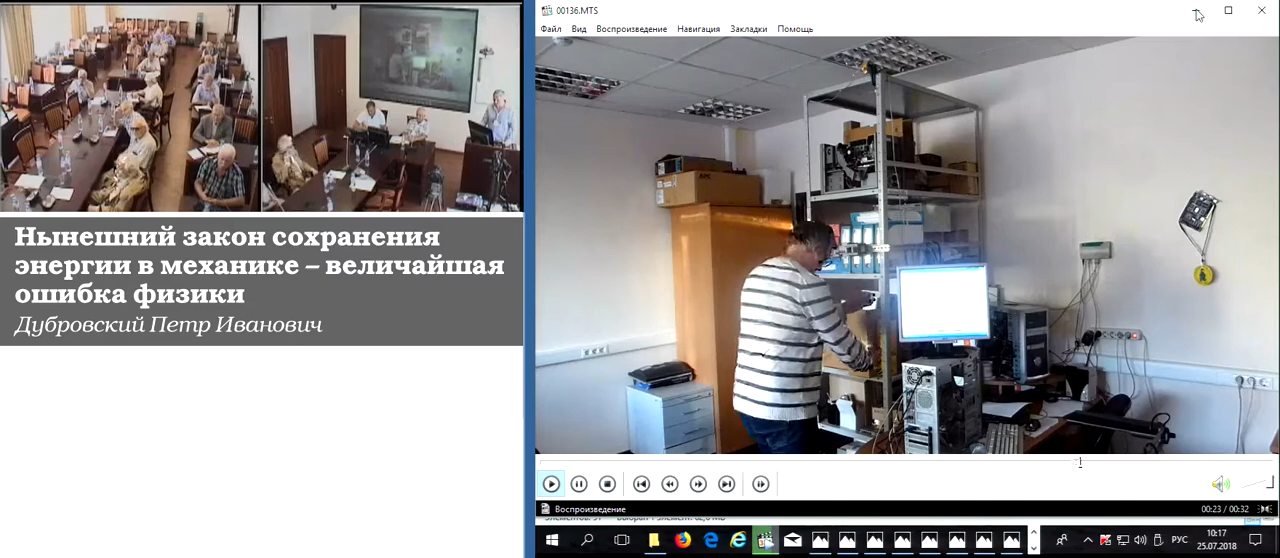 Нынешний закон сохранения
энергии в механике – величайшая
ошибка физики
Дубровский Петр Иванович
00136.MTS
Файл Вид Воспроизведение Навигация Закладки Помощь
Воспроизведение
00:23 / 00:32
РУС
10:17
25.07.2018